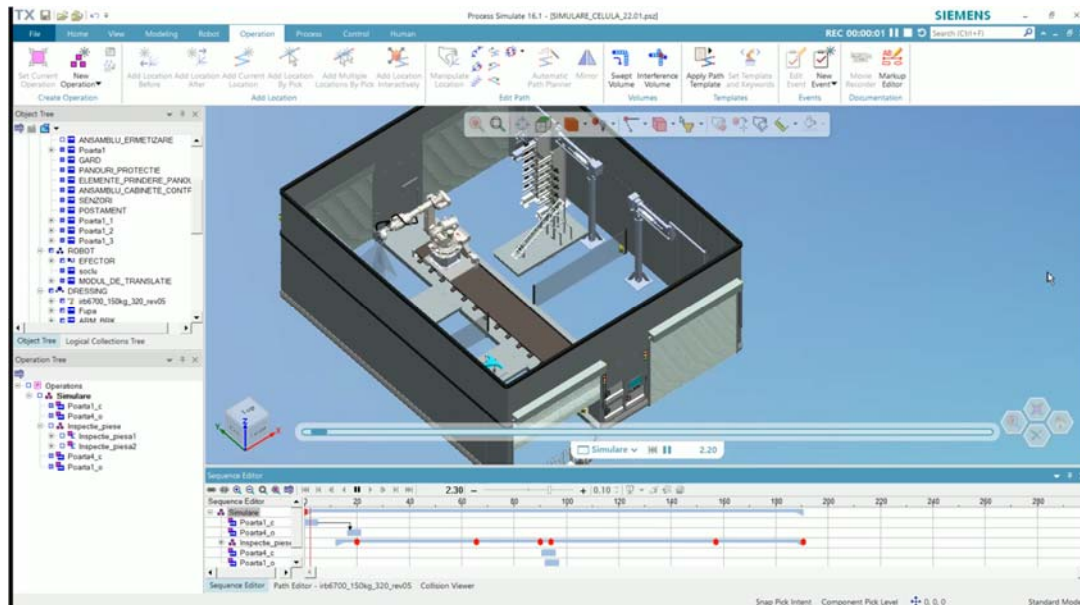 TX Process Simulate 16.1 - [SIMULARE_CELULA_22.01.psz] SIEMENS
File Home View Modeling Robot Operation Process Control Human REC 00:00:01 Search (Ctrl+F)
Set Current Operation New Operation Add Location Before Add Location After Add Current Location Add Location By Pick Add Multiple Locations By Pick Add Location Interactively Manipulate Location Automatic Path Planner Mirror Swept Volume Interference Volume Apply Path Template Set Template and Keywords Edit Event New Event Movie Recorder Markup Editor
Create Operation Add Location Edit Path Volumes Templates Events Documentation
Object Tree
ANSAMBLU_ERMETIZARE
Poarta1
GARD
PANOURI_PROTECTIE
ELEMENTE_PRINDERE_PANOU
ANSAMBLU_CABINETE_CONTR
SENZORI
POSTAMENT
Poarta1_1
Poarta1_2
Poarta1_3
ROBOT
EFECTOR
soclu
MODUL_DE_TRANSLATIE
DRESSING
irb6700_150kg_320_rev05
Fupa
ARM_BRK
Object Tree Logical Collections Tree
Operation Tree
Operations
Simulare
Poarta1_c
Poarta4_o
Inspectie_piese
Inspectie_piesa1
Inspectie_piesa2
Poarta4_c
Poarta1_o
Top
Z
Y
X
Simulare 2.20
Sequence Editor
2.30 0.10
Sequence Editor 20 40 60 80 100 120 140 160 180 200 220 240 260 280
Simulare
Poarta1_c
Poarta4_o
Inspectie_piese
Poarta4_c
Poarta1_o
Sequence Editor Path Editor - irb6700_150kg_320_rev05 Collision Viewer
Snap Pick Intent Component Pick Level 0, 0, 0 Standard Mode